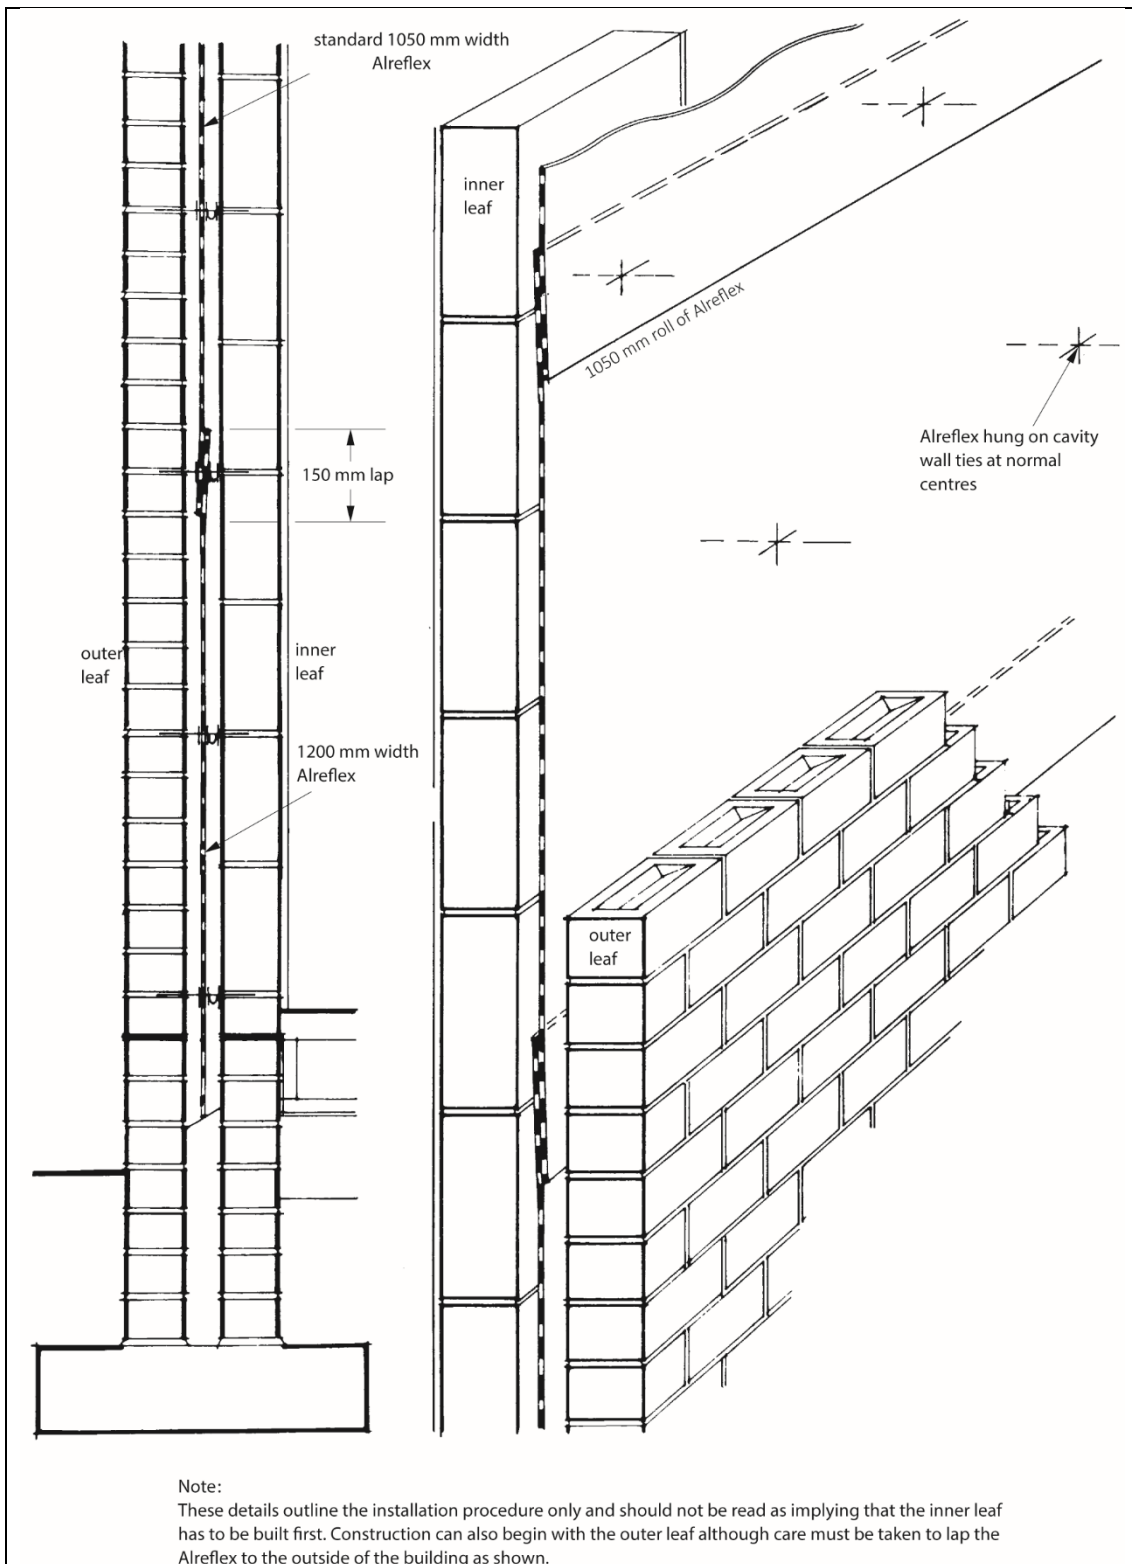 standard 1050 mm width
Alreflex
inner
leaf
1050 mm roll of Alreflex
Alreflex hung on cavity
wall ties at normal
centres
150 mm lap
outer
leaf
inner
leaf
1200 mm width
Alreflex
outer
leaf
Note:
These details outline the installation procedure only and should not be read as implying that the inner leaf
has to be built first. Construction can also begin with the outer leaf although care must be taken to lap the
Alreflex to the outside of the building as shown.